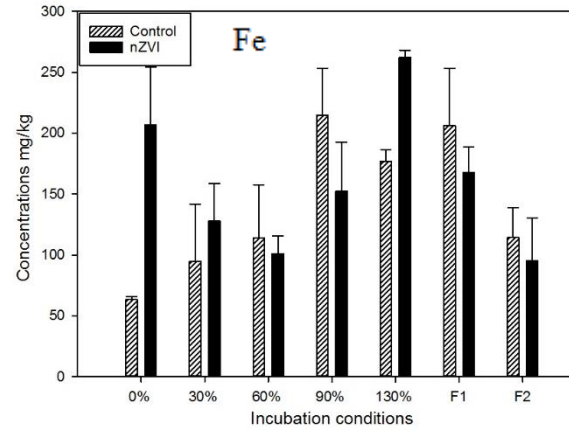 Fe
Control
nZVI
Concentrations mg/kg
300
250
200
150
100
50
0
0% 30% 60% 90% 130% F1 F2
Incubation conditions